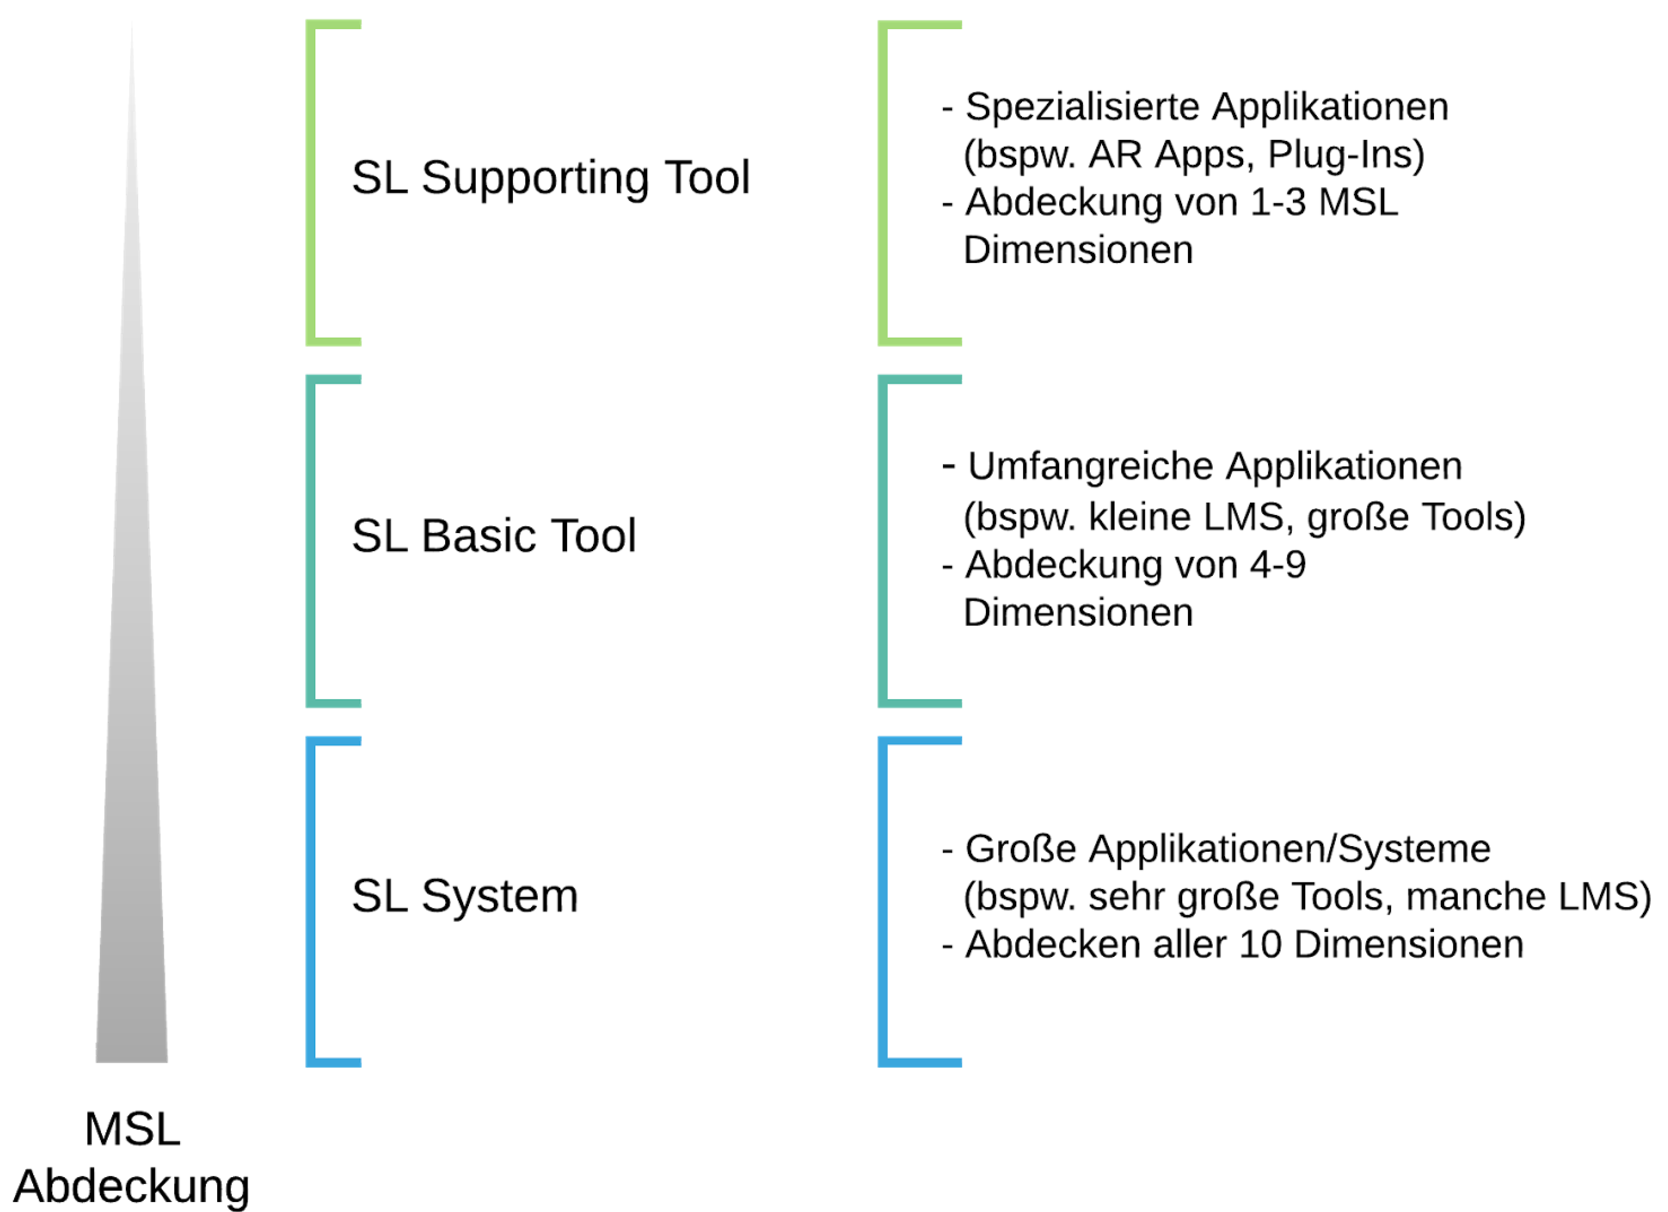 SL Supporting Tool
- Spezialisierte Applikationen
(bspw. AR Apps, Plug-Ins)
- Abdeckung von 1-3 MSL
Dimensionen
SL Basic Tool
- Umfangreiche Applikationen
(bspw. kleine LMS, große Tools)
- Abdeckung von 4-9
Dimensionen
SL System
- Große Applikationen/Systeme
(bspw. sehr große Tools, manche LMS)
- Abdecken aller 10 Dimensionen
MSL
Abdeckung